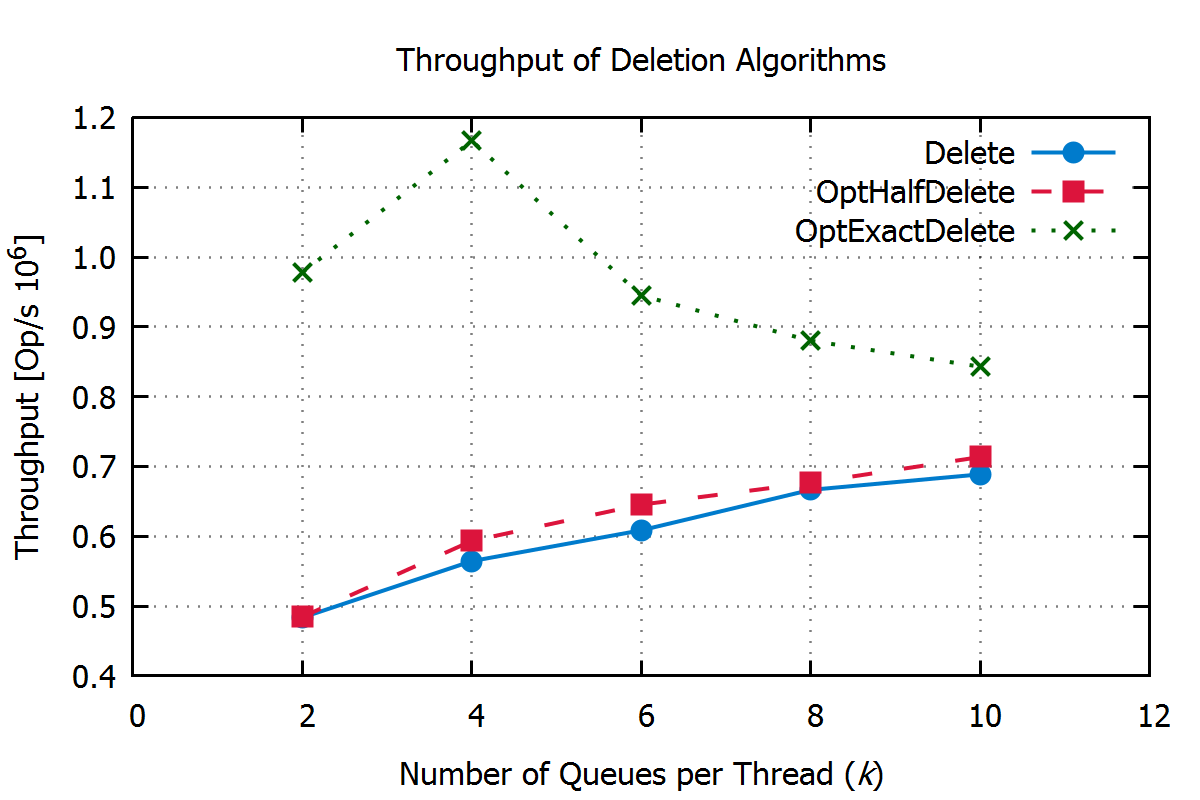 Throughput of Deletion Algorithms
1.2
1.1
1.0
0.9
0.8
0.7
0.6
0.5
0.4
Throughput [Op/s 10⁶]
Delete
OptHalfDelete
OptExactDelete
0 2 4 6 8 10 12
Number of Queues per Thread (k)